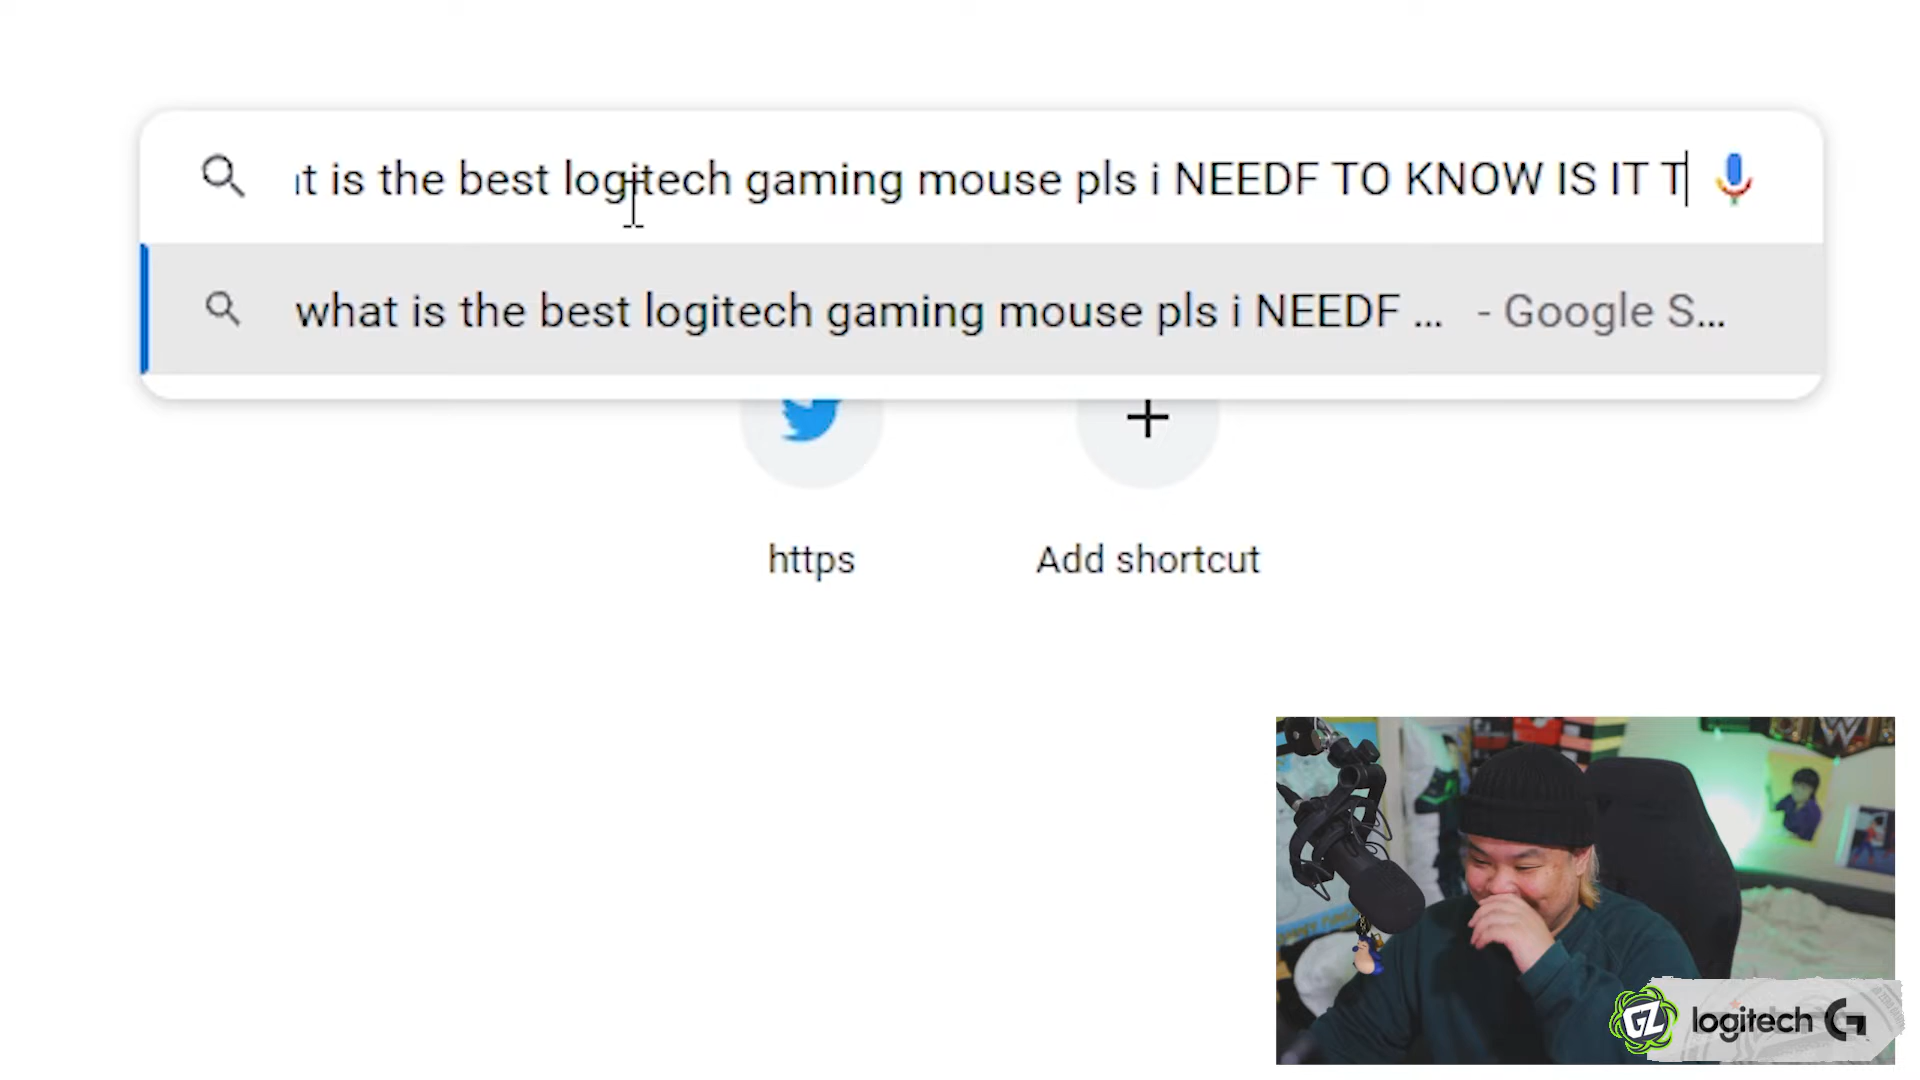 t is the best logitech gaming mouse pls i NEEDF TO KNOW IS IT T
what is the best logitech gaming mouse pls i NEEDF ... - Google S...
https
Add shortcut
GZ logitech G